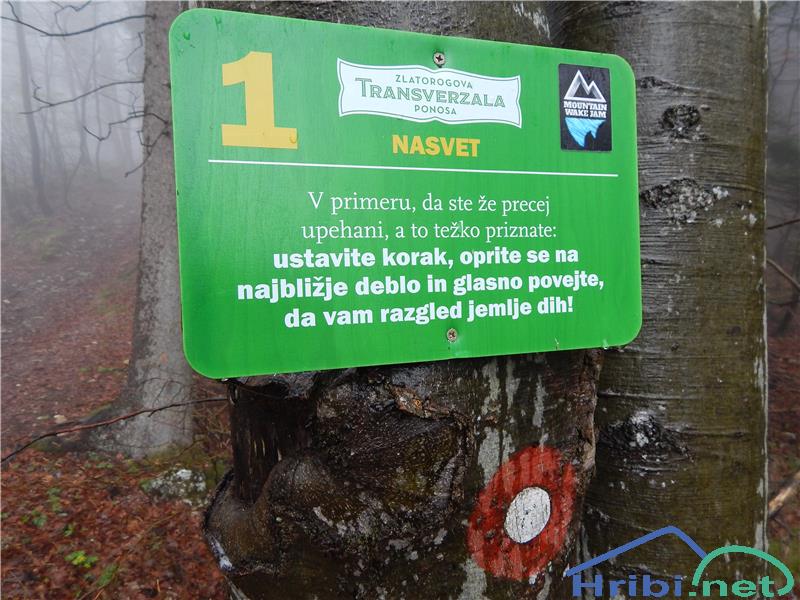 1
ZLATOROGOVA
TRANSVERZALA
PONOSA
MOUNTAIN
WAKE JAM
NASVET
V primeru, da ste že precej
upehani, a to težko priznate:
ustavite korak, oprite se na
najbližje deblo in glasno povejte,
da vam razgled jemlje dih!
Hribi.net